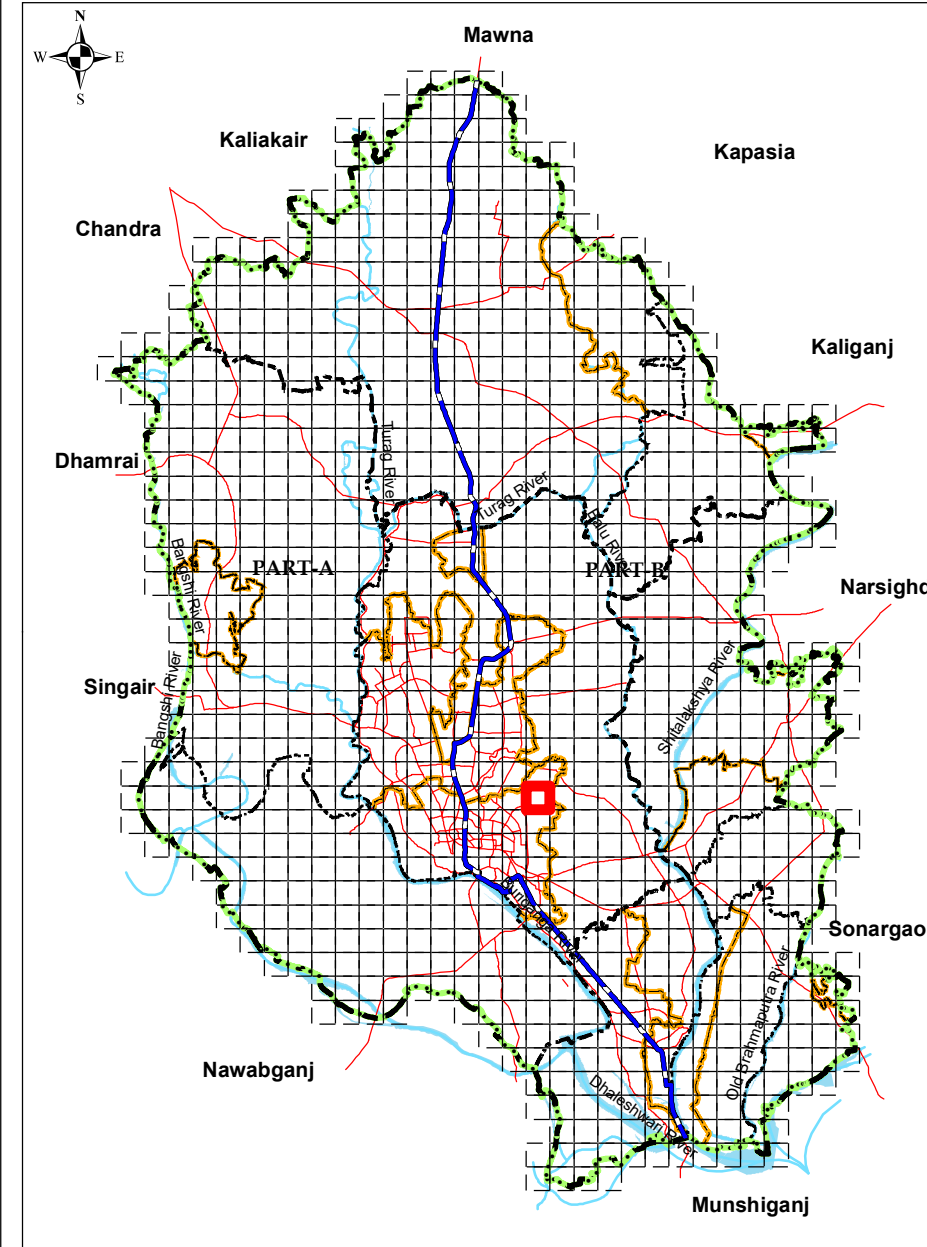 N
W E
S
Mawna
Kaliakair
Kapasia
Chandra
Kaliganj
Dhamrai
Turag River
Turag River
Balu River
PART-A
PART-B
Bangshi River
Narsighd
Singair
Bangshi River
Shitalakshya River
Buriganga River
Sonargao
Old Brahmaputra River
Nawabganj
Dhaleshwari River
Munshiganj